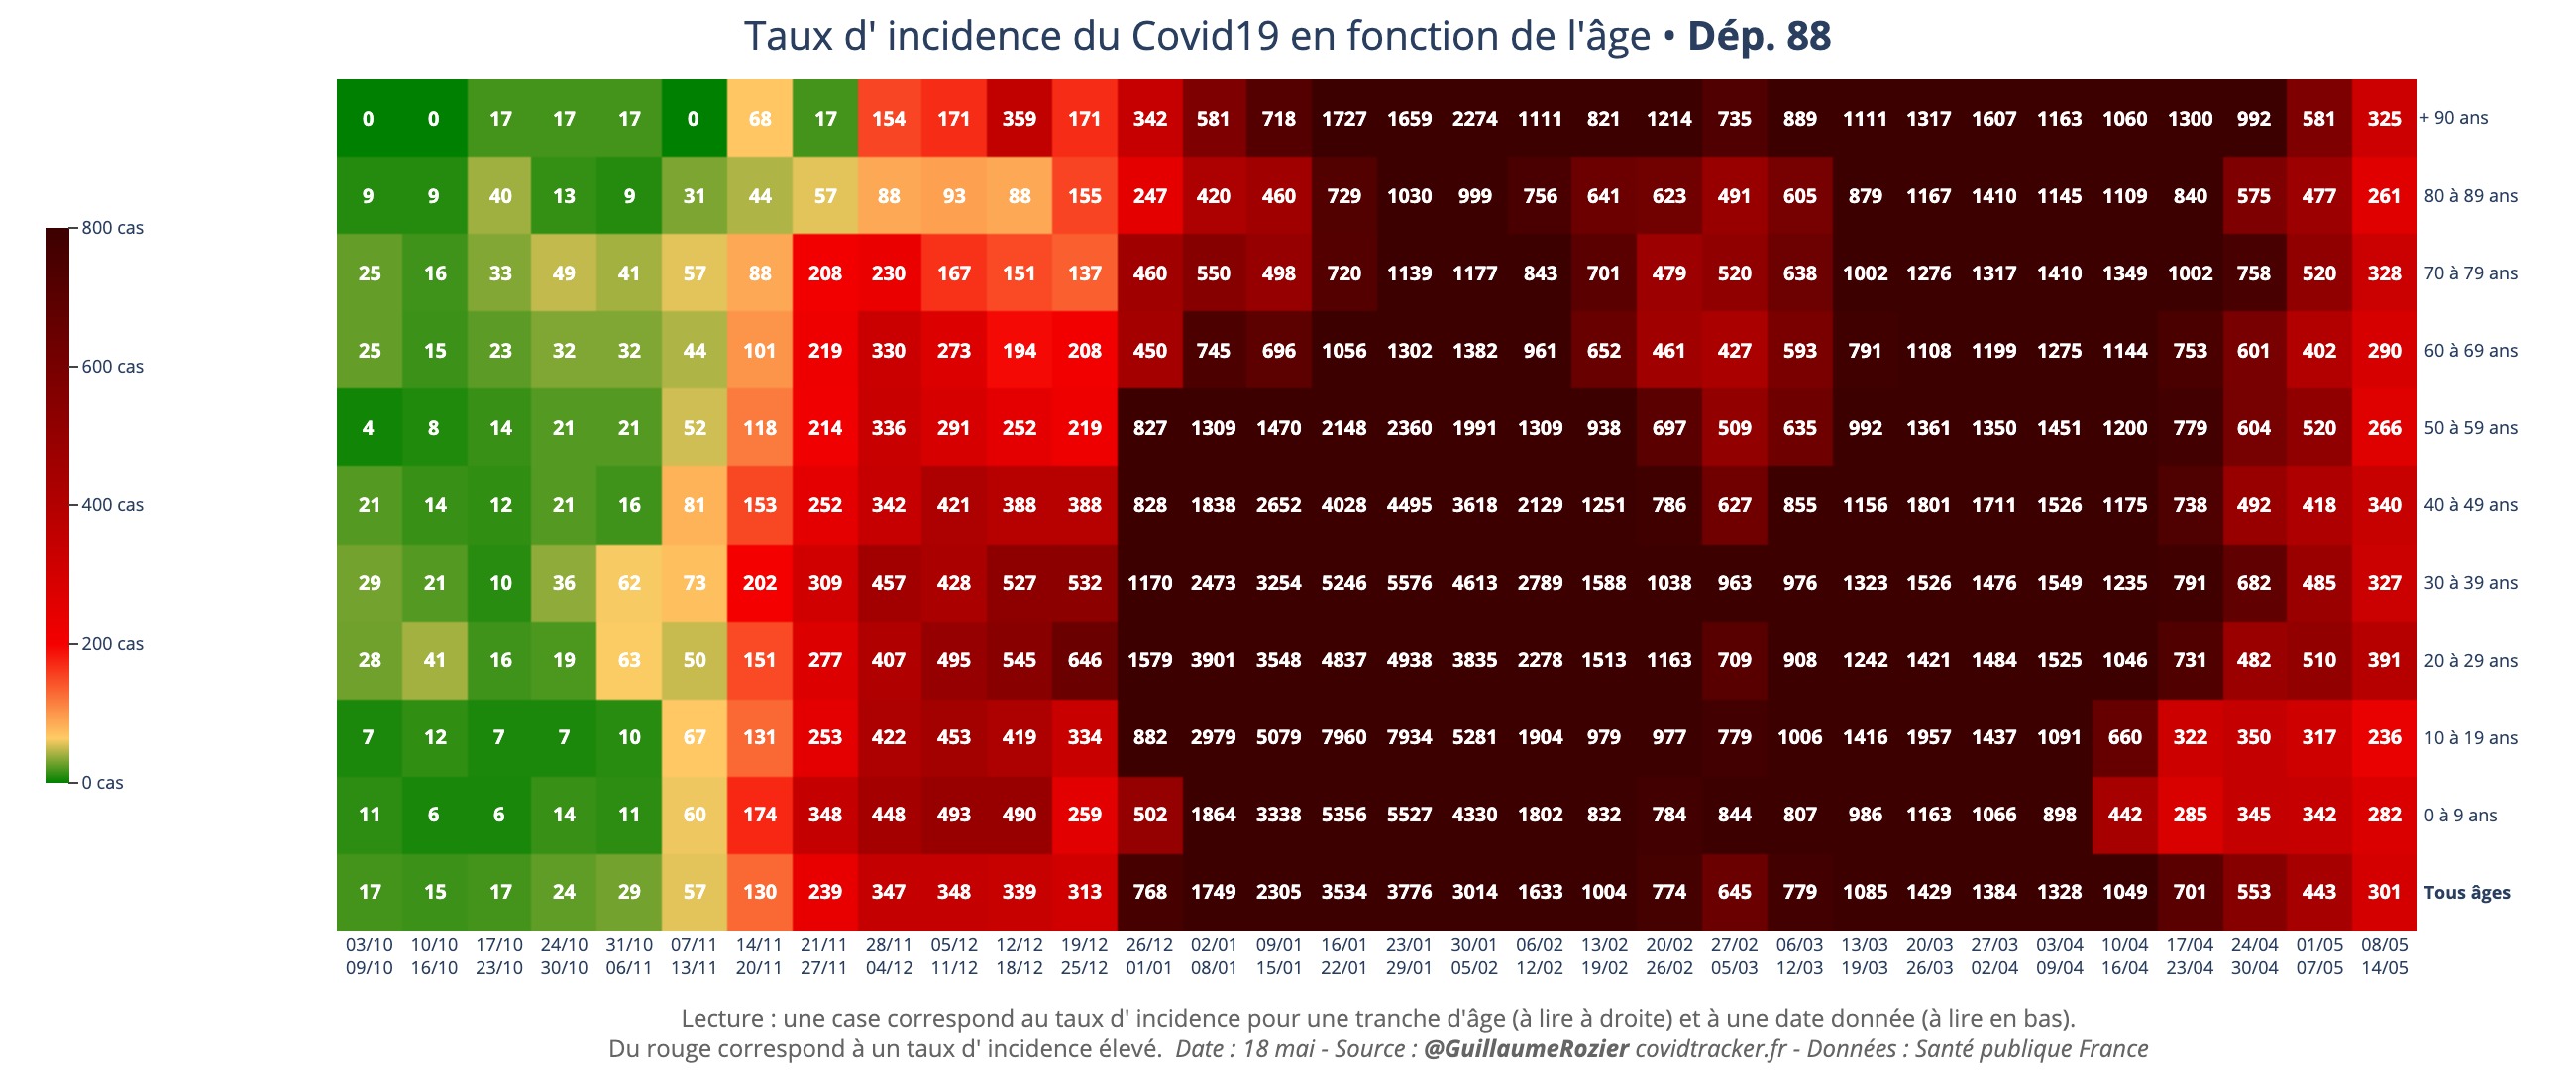 Taux d' incidence du Covid19 en fonction de l'âge • Dép. 88
0 0 17 17 17 0 68 17 154 171 359 171 342 581 718 1727 1659 2274 1111 821 1214 735 889 1111 1317 1607 1163 1060 1300 992 581 325 + 90 ans
9 9 40 13 9 31 44 57 88 93 88 155 247 420 460 729 1030 999 756 641 623 491 605 879 1167 1410 1145 1109 840 575 477 261 80 à 89 ans
800 cas
25 16 33 49 41 57 88 208 230 167 151 137 460 550 498 720 1139 1177 843 701 479 520 638 1002 1276 1317 1410 1349 1002 758 520 328 70 à 79 ans
25 15 23 32 32 44 101 219 330 273 194 208 450 745 696 1056 1302 1382 961 652 461 427 593 791 1108 1199 1275 1144 753 601 402 290 60 à 69 ans
600 cas
4 8 14 21 21 52 118 214 336 291 252 219 827 1309 1470 2148 2360 1991 1309 938 697 509 635 992 1361 1350 1451 1200 779 604 520 266 50 à 59 ans
400 cas
21 14 12 21 16 81 153 252 342 421 388 388 828 1838 2652 4028 4495 3618 2129 1251 786 627 855 1156 1801 1711 1526 1175 738 492 418 340 40 à 49 ans
29 21 10 36 62 73 202 309 457 428 527 532 1170 2473 3254 5246 5576 4613 2789 1588 1038 963 976 1323 1526 1476 1549 1235 791 682 485 327 30 à 39 ans
200 cas
28 41 16 19 63 50 151 277 407 495 545 646 1579 3901 3548 4837 4938 3835 2278 1513 1163 709 908 1242 1421 1484 1525 1046 731 482 510 391 20 à 29 ans
7 12 7 7 10 67 131 253 422 453 419 334 882 2979 5079 7960 7934 5281 1904 979 977 779 1006 1416 1957 1437 1091 660 322 350 317 236 10 à 19 ans
0 cas
11 6 6 14 11 60 174 348 448 493 490 259 502 1864 3338 5356 5527 4330 1802 832 784 844 807 986 1163 1066 898 442 285 345 342 282 0 à 9 ans
17 15 17 24 29 57 130 239 347 348 339 313 768 1749 2305 3534 3776 3014 1633 1004 774 645 779 1085 1429 1384 1328 1049 701 553 443 301 Tous âges
03/10 10/10 17/10 24/10 31/10 07/11 14/11 21/11 28/11 05/12 12/12 19/12 26/12 02/01 09/01 16/01 23/01 30/01 06/02 13/02 20/02 27/02 06/03 13/03 20/03 27/03 03/04 10/04 17/04 24/04 01/05 08/05
09/10 16/10 23/10 30/10 06/11 13/11 20/11 27/11 04/12 11/12 18/12 25/12 01/01 08/01 15/01 22/01 29/01 05/02 12/02 19/02 26/02 05/03 12/03 19/03 26/03 02/04 09/04 16/04 23/04 30/04 07/05 14/05
Lecture : une case correspond au taux d' incidence pour une tranche d'âge (à lire à droite) et à une date donnée (à lire en bas).
Du rouge correspond à un taux d' incidence élevé. Date : 18 mai - Source : @GuillaumeRozier covidtracker.fr - Données : Santé publique France